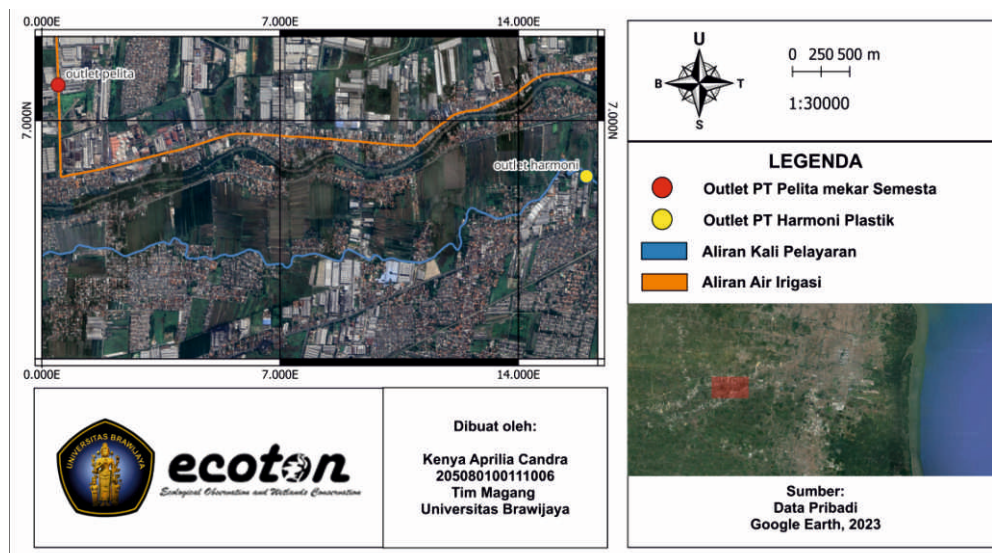 0.000E 7.000E 14.000E
outlet pelita
7.000N
7.000N
outlet harmoni
0.000E 7.000E 14.000E
U
B T
S
0 250 500 m
1:30000
LEGENDA
Outlet PT Pelita mekar Semesta
Outlet PT Harmoni Plastik
Aliran Kali Pelayaran
Aliran Air Irigasi
UNIVERSITAS BRAWIJAYA
ecoton
Ecological Observation and Wetlands Conservation
Dibuat oleh:
Kenya Aprilia Candra
205080100111006
Tim Magang
Universitas Brawijaya
Sumber:
Data Pribadi
Google Earth, 2023